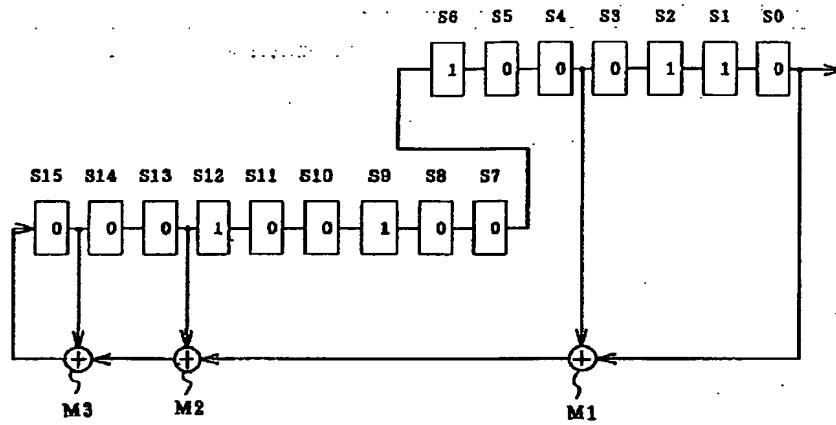 S6 S5 S4 S3 S2 S1 S0
1 0 0 0 1 1 0
S15 S14 S13 S12 S11 S10 S9 S8 S7
0 0 0 1 0 0 1 0 0
+ + +
M3 M2 M1